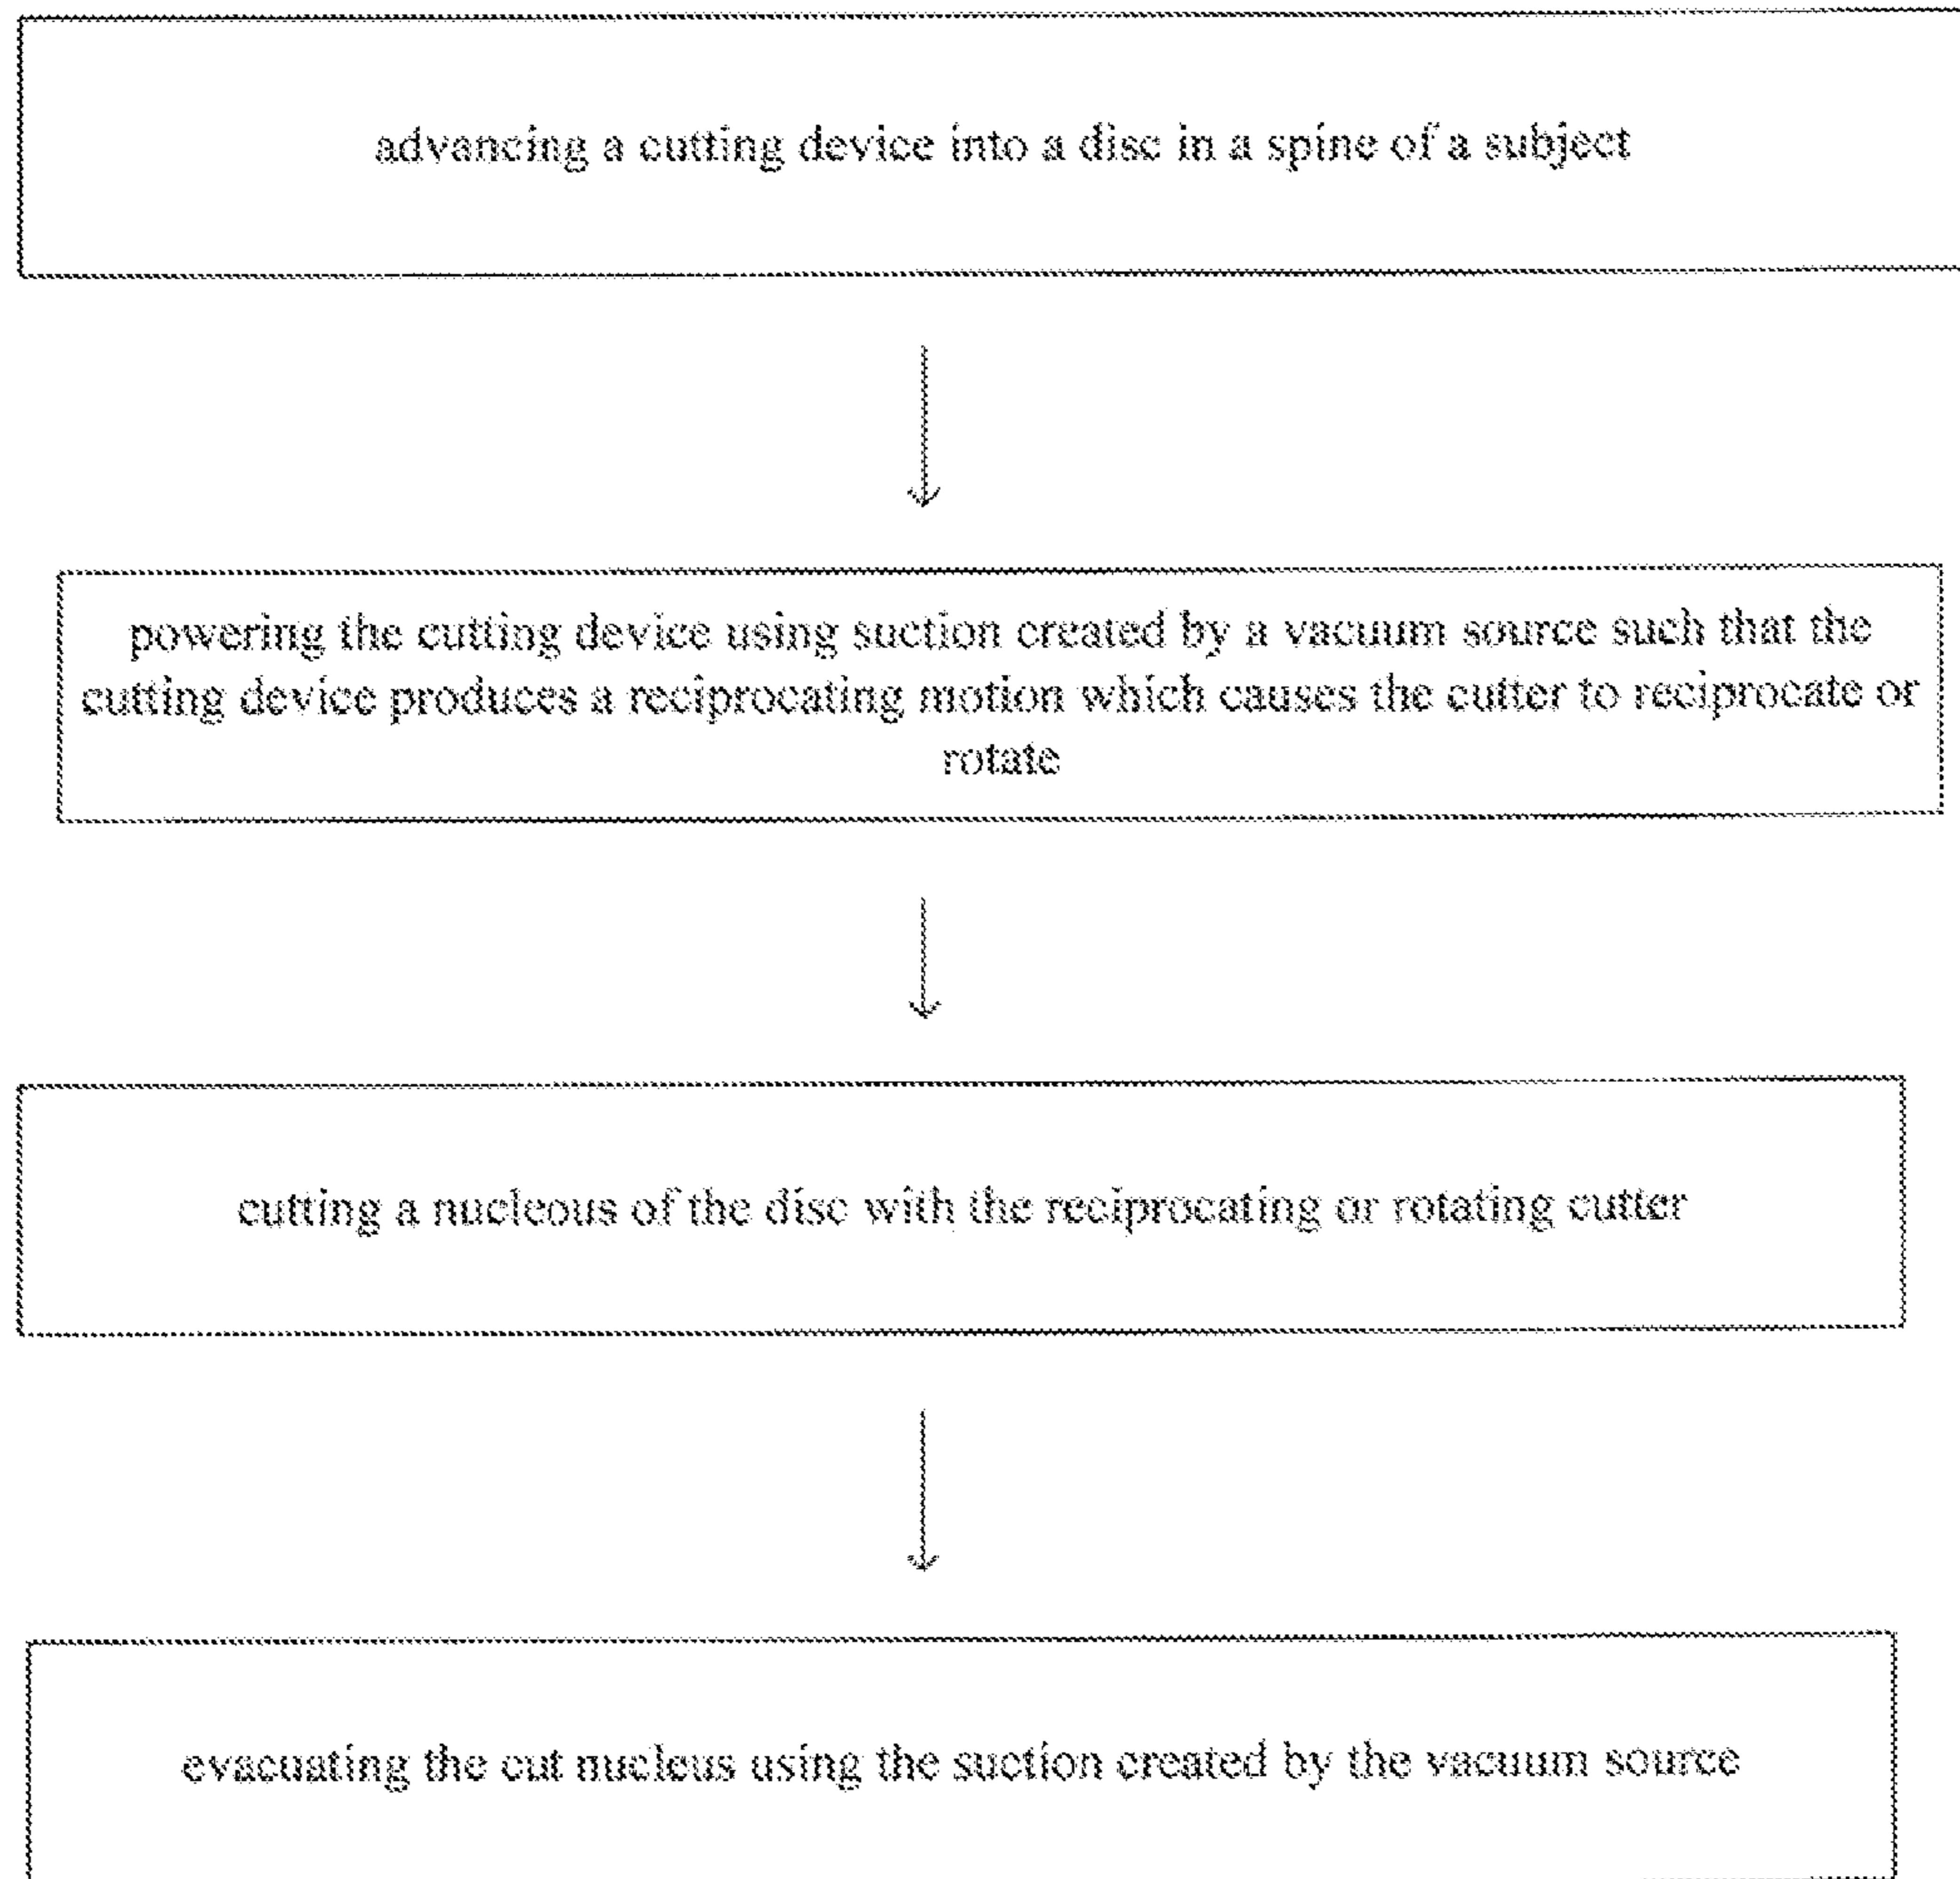 advancing a cutting device into a disc in a spine of a subject
powering the cutting device using suction created by a vacuum source such that the
cutting device produces a reciprocating motion which causes the cutter to reciprocate or
rotate
cutting a nucleous of the disc with the reciprocating or rotating cutter
evacuating the cut nucleus using the suction created by the vacuum source